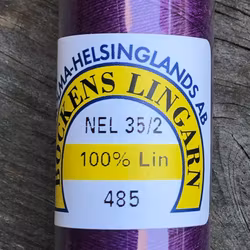 MA-HELSINGLANDS AB
BOCKENS LINGARN
NEL 35/2
100% Lin
485